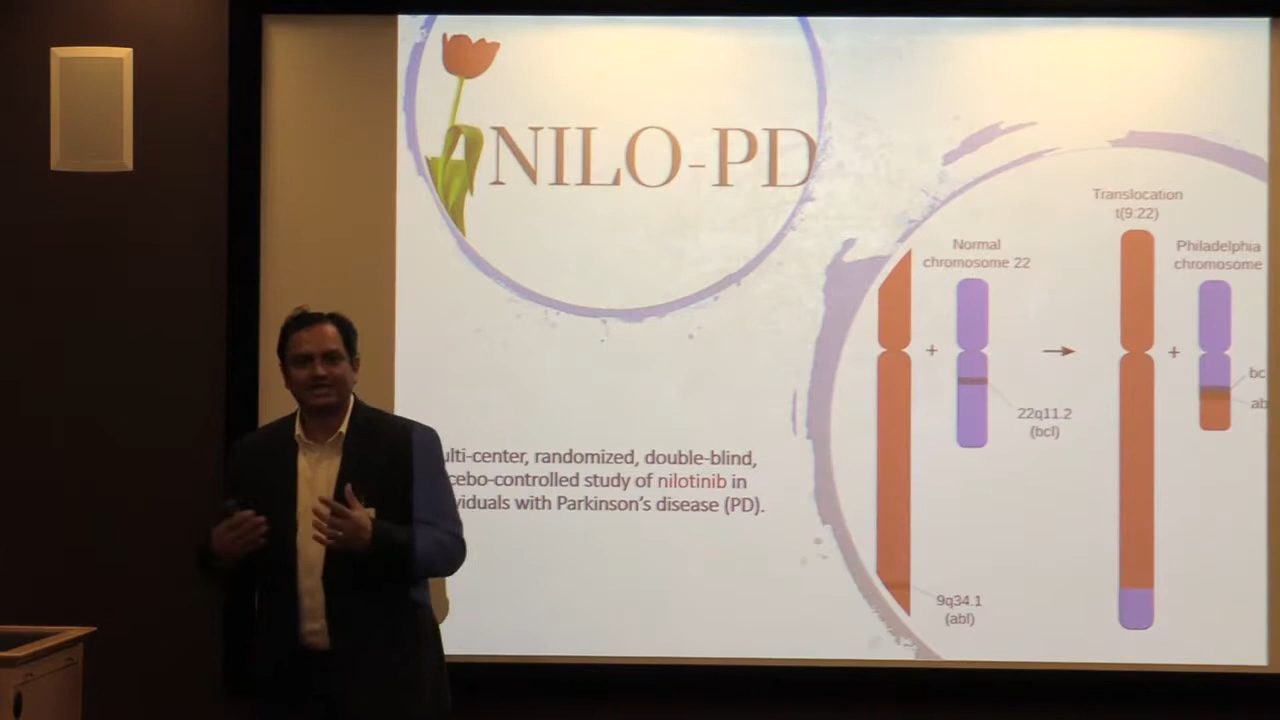 NILO-PD
Translocation
t(9:22)
Normal
chromosome 22
Philadelphia
chromosome
+
+
bc
ab
22q11.2
(bcl)
ulti-center, randomized, double-blind,
cebo-controlled study of nilotinib in
viduals with Parkinson's disease (PD).
9q34.1
(abl)